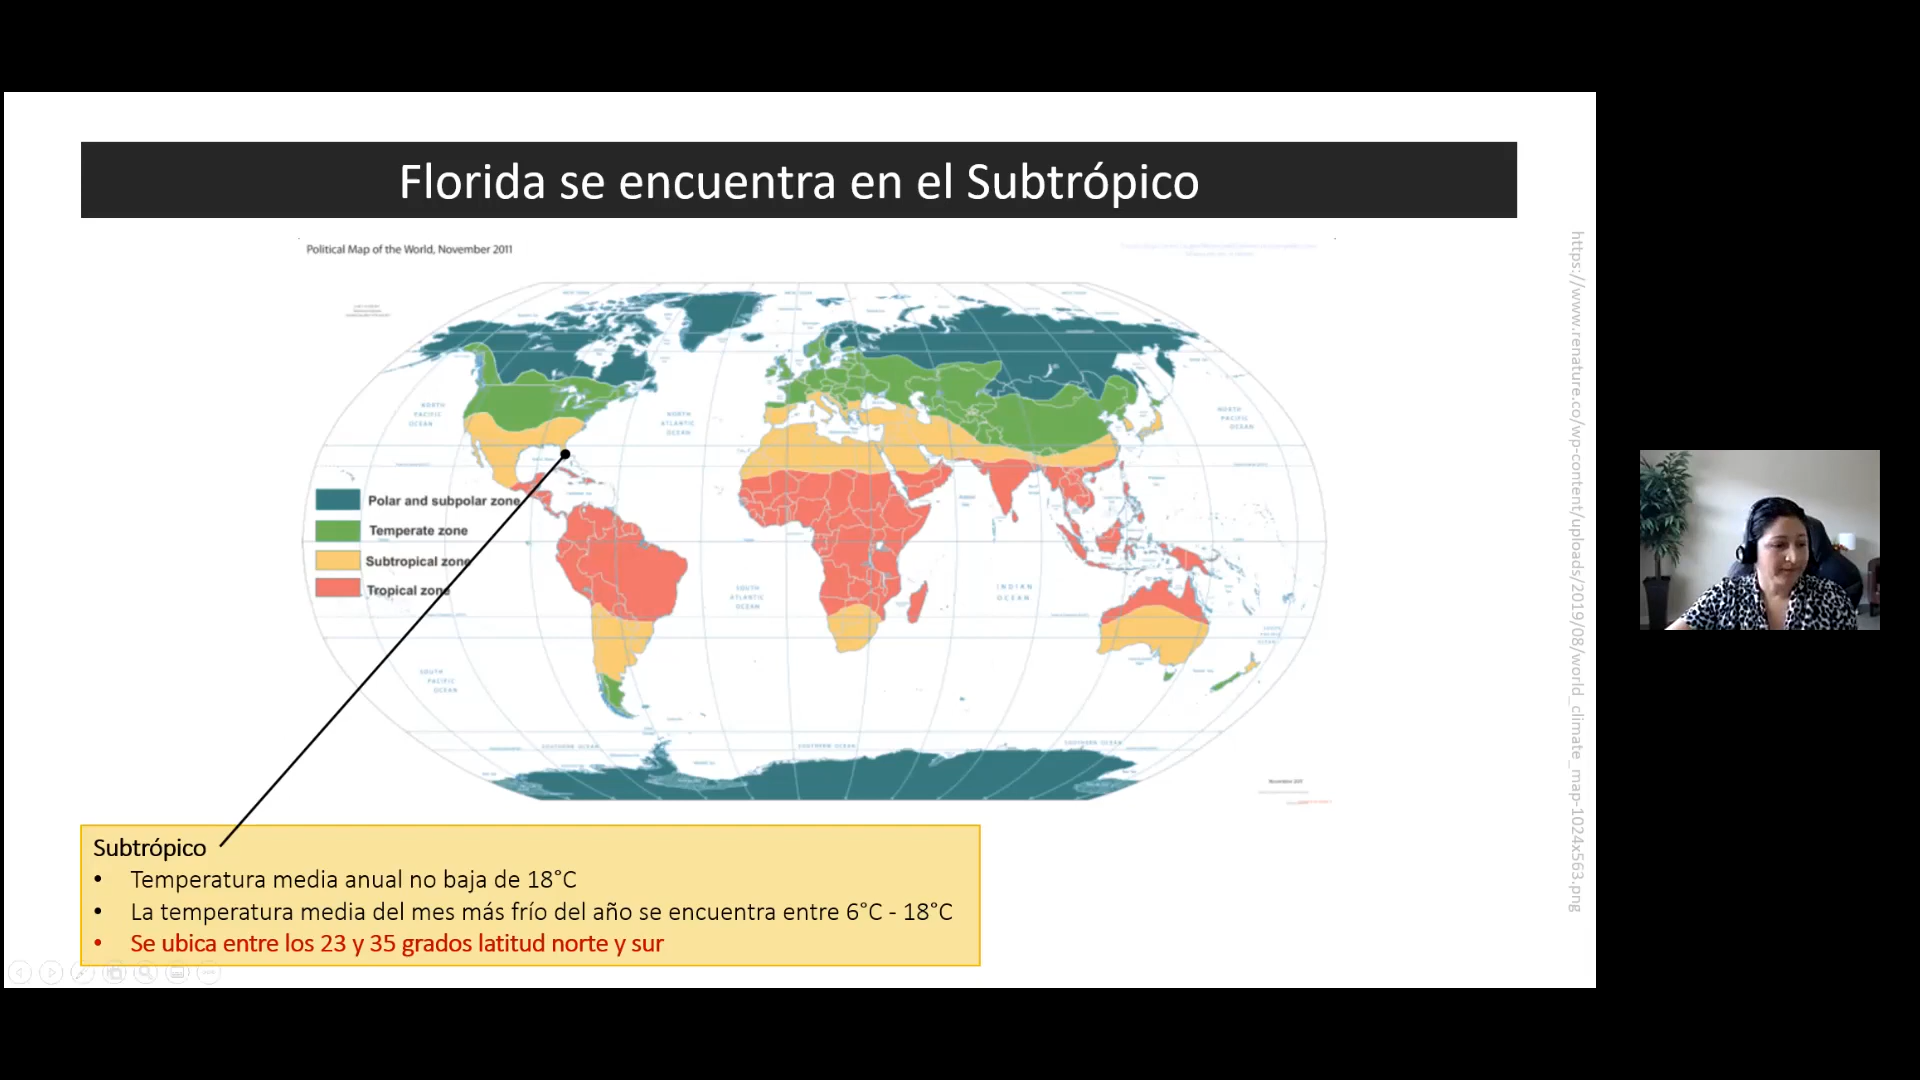 Florida se encuentra en el Subtrópico
Political Map of the World, November 2011
NORTH
PACIFIC
OCEAN
NORTH
ATLANTIC
OCEAN
NORTH
PACIFIC
OCEAN
Polar and subpolar zone
Temperate zone
Subtropical zone
Tropical zone
SOUTH
ATLANTIC
OCEAN
INDIAN
OCEAN
SOUTH
PACIFIC
OCEAN
SOUTHERN OCEAN
SOUTHERN OCEAN
SOUTHERN OCEAN
November 2011
https://www.renature.co/wp-content/uploads/2019/08/world_climate_map-1024x563.png
Subtrópico
• Temperatura media anual no baja de 18°C
• La temperatura media del mes más frío del año se encuentra entre 6°C - 18°C
• Se ubica entre los 23 y 35 grados latitud norte y sur